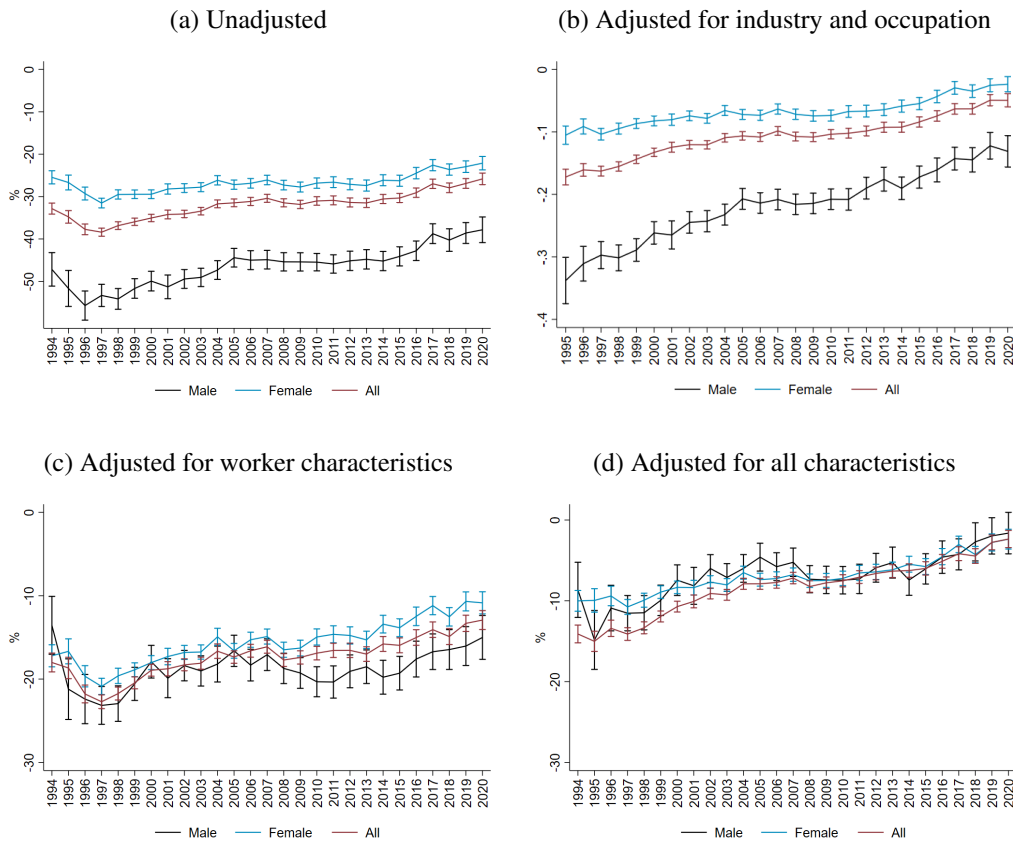 (a) Unadjusted
0
-10
-20
-30
-40
-50
%
1994 1995 1996 1997 1998 1999 2000 2001 2002 2003 2004 2005 2006 2007 2008 2009 2010 2011 2012 2013 2014 2015 2016 2017 2018 2019 2020
Male Female All
(b) Adjusted for industry and occupation
0
-.1
-.2
-.3
-.4
1995 1996 1997 1998 1999 2000 2001 2002 2003 2004 2005 2006 2007 2008 2009 2010 2011 2012 2013 2014 2015 2016 2017 2018 2019 2020
Male Female All
(c) Adjusted for worker characteristics
0
-10
-20
-30
%
1994 1995 1996 1997 1998 1999 2000 2001 2002 2003 2004 2005 2006 2007 2008 2009 2010 2011 2012 2013 2014 2015 2016 2017 2018 2019 2020
Male Female All
(d) Adjusted for all characteristics
0
-10
-20
-30
%
1994 1995 1996 1997 1998 1999 2000 2001 2002 2003 2004 2005 2006 2007 2008 2009 2010 2011 2012 2013 2014 2015 2016 2017 2018 2019 2020
Male Female All